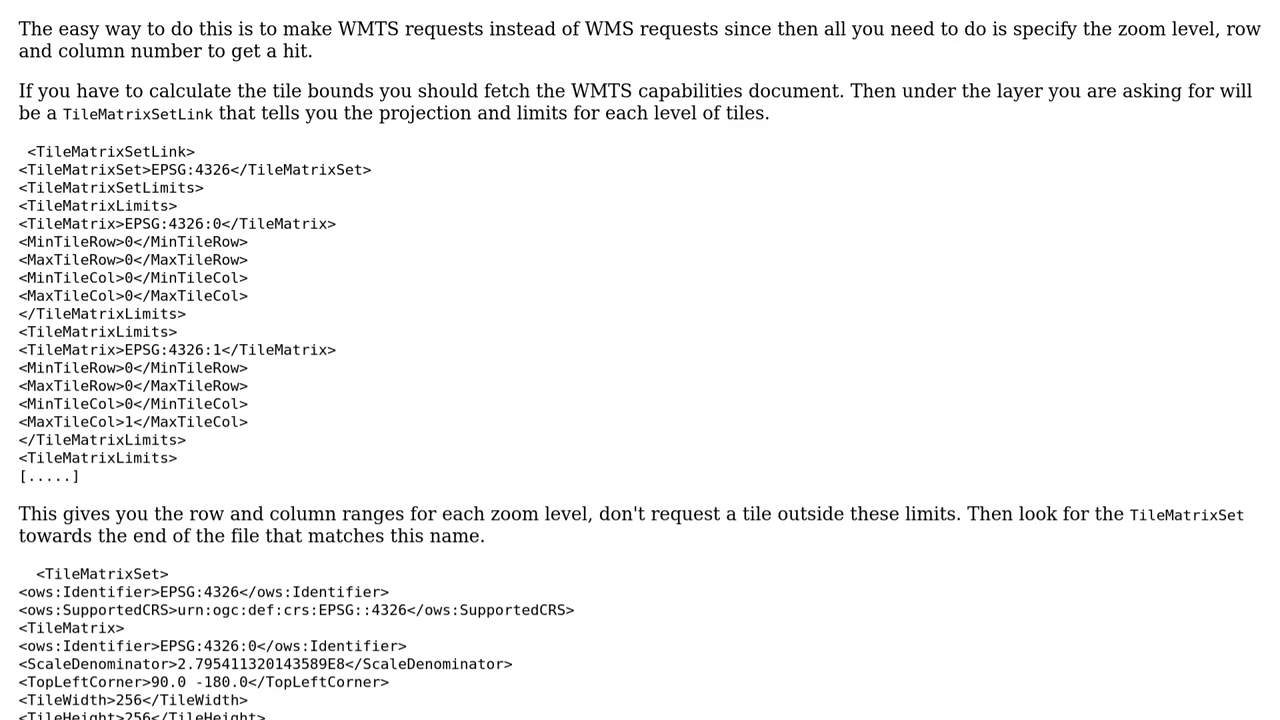 The easy way to do this is to make WMTS requests instead of WMS requests since then all you need to do is specify the zoom level, row
and column number to get a hit.
If you have to calculate the tile bounds you should fetch the WMTS capabilities document. Then under the layer you are asking for will
be a TileMatrixSetLink that tells you the projection and limits for each level of tiles.
<TileMatrixSetLink>
<TileMatrixSet>EPSG:4326</TileMatrixSet>
<TileMatrixSetLimits>
<TileMatrixLimits>
<TileMatrix>EPSG:4326:0</TileMatrix>
<MinTileRow>0</MinTileRow>
<MaxTileRow>0</MaxTileRow>
<MinTileCol>0</MinTileCol>
<MaxTileCol>0</MaxTileCol>
</TileMatrixLimits>
<TileMatrixLimits>
<TileMatrix>EPSG:4326:1</TileMatrix>
<MinTileRow>0</MinTileRow>
<MaxTileRow>0</MaxTileRow>
<MinTileCol>0</MinTileCol>
<MaxTileCol>1</MaxTileCol>
</TileMatrixLimits>
<TileMatrixLimits>
[.....]
This gives you the row and column ranges for each zoom level, don't request a tile outside these limits. Then look for the TileMatrixSet
towards the end of the file that matches this name.
<TileMatrixSet>
<ows:Identifier>EPSG:4326</ows:Identifier>
<ows:SupportedCRS>urn:ogc:def:crs:EPSG::4326</ows:SupportedCRS>
<TileMatrix>
<ows:Identifier>EPSG:4326:0</ows:Identifier>
<ScaleDenominator>2.795411320143589E8</ScaleDenominator>
<TopLeftCorner>90.0 -180.0</TopLeftCorner>
<TileWidth>256</TileWidth>
<TileHeight>256</TileHeight>